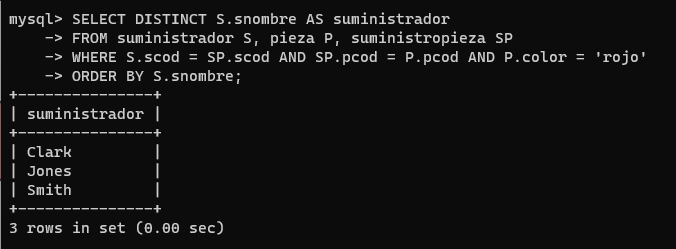 mysql> SELECT DISTINCT S.snombre AS suministrador
    -> FROM suministrador S, pieza P, suministropieza SP
    -> WHERE S.scod = SP.scod AND SP.pcod = P.pcod AND P.color = 'rojo'
    -> ORDER BY S.snombre;
+---------------+
| suministrador |
+---------------+
| Clark         |
| Jones         |
| Smith         |
+---------------+
3 rows in set (0.00 sec)